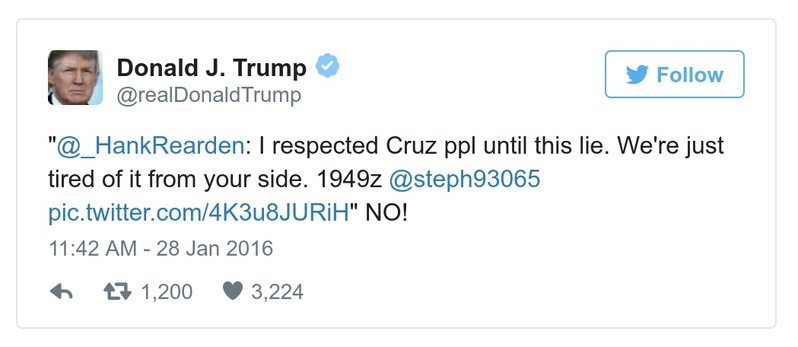 Donald J. Trump
@realDonaldTrump
Follow
"@_HankRearden: I respected Cruz ppl until this lie. We're just
tired of it from your side. 1949z @steph93065
pic.twitter.com/4K3u8JURiH" NO!
11:42 AM - 28 Jan 2016
1,200 3,224